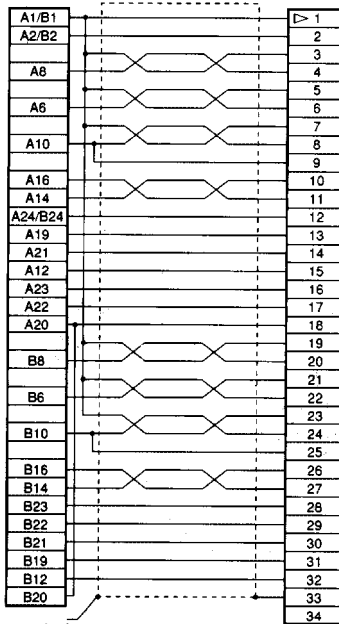 A1/B1 ▷ 1
A2/B2 2
3
A8 4
5
A6 6
7
A10 8
9
A16 10
A14 11
A24/B24 12
A19 13
A21 14
A12 15
A23 16
A22 17
A20 18
19
B8 20
21
B6 22
23
B10 24
25
B16 26
B14 27
B23 28
B22 29
B21 30
B19 31
B12 32
B20 33
34